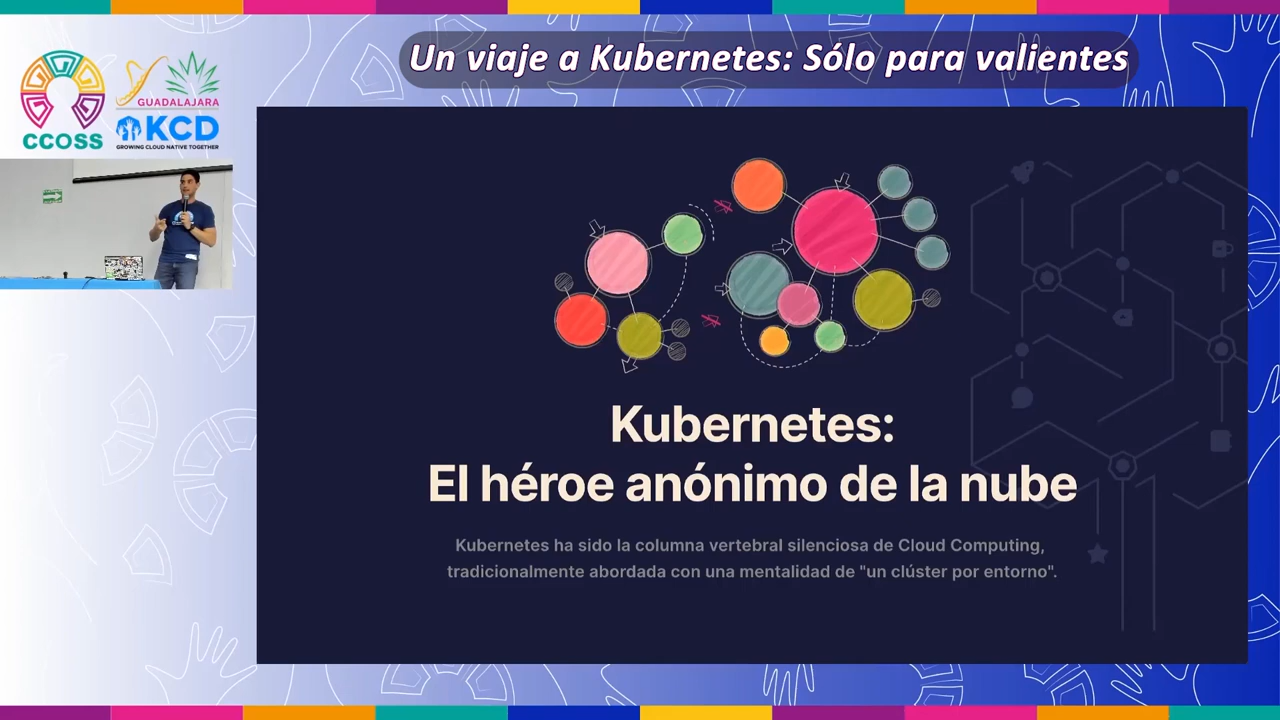 Un viaje a Kubernetes: Sólo para valientes
CCOSS
GUADALAJARA
KCD
GROWING CLOUD NATIVE TOGETHER
Kubernetes:
El héroe anónimo de la nube
Kubernetes ha sido la columna vertebral silenciosa de Cloud Computing,
tradicionalmente abordada con una mentalidad de "un clúster por entorno".